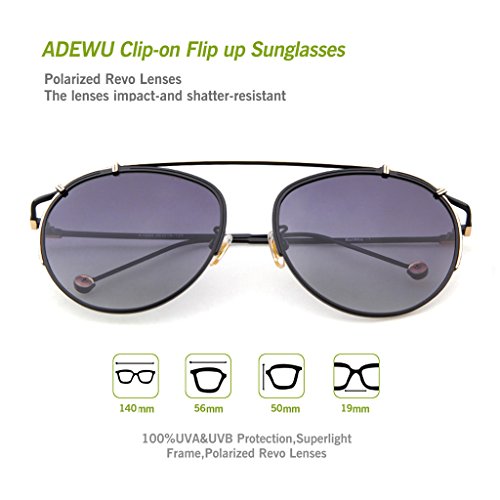 ADEWU Clip-on Flip up Sunglasses
Polarized Revo Lenses
The lenses impact-and shatter-resistant
140mm
56mm
50mm
19mm
100%UVA&UVB Protection,Superlight
Frame,Polarized Revo Lenses